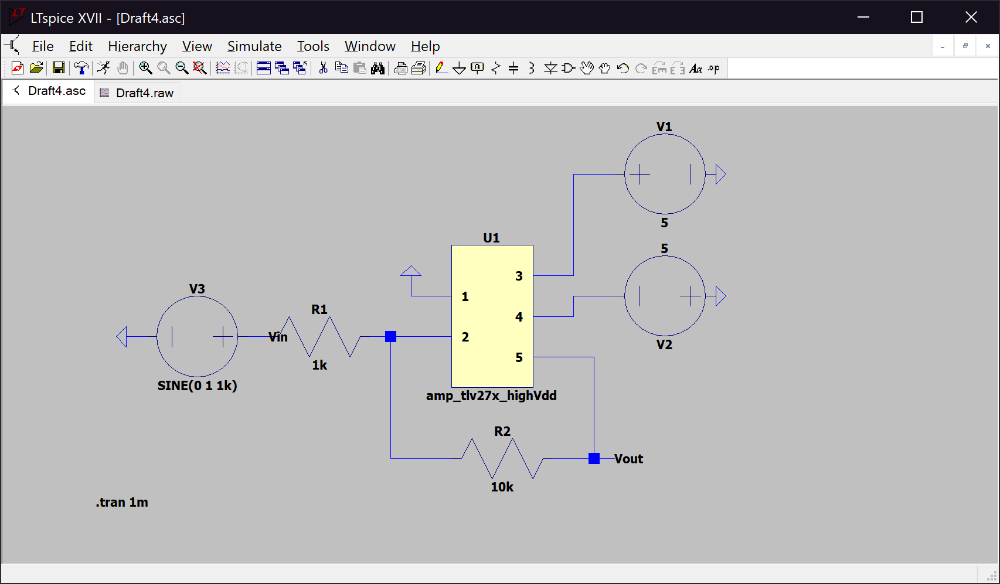 LTspice XVII - [Draft4.asc]
File Edit Hierarchy View Simulate Tools Window Help
Draft4.asc Draft4.raw
V1
5
5
V2
U1
3
1
4
2
5
amp_tlv27x_highVdd
V3
Vin
SINE(0 1 1k)
R1
1k
R2
10k
Vout
.tran 1m